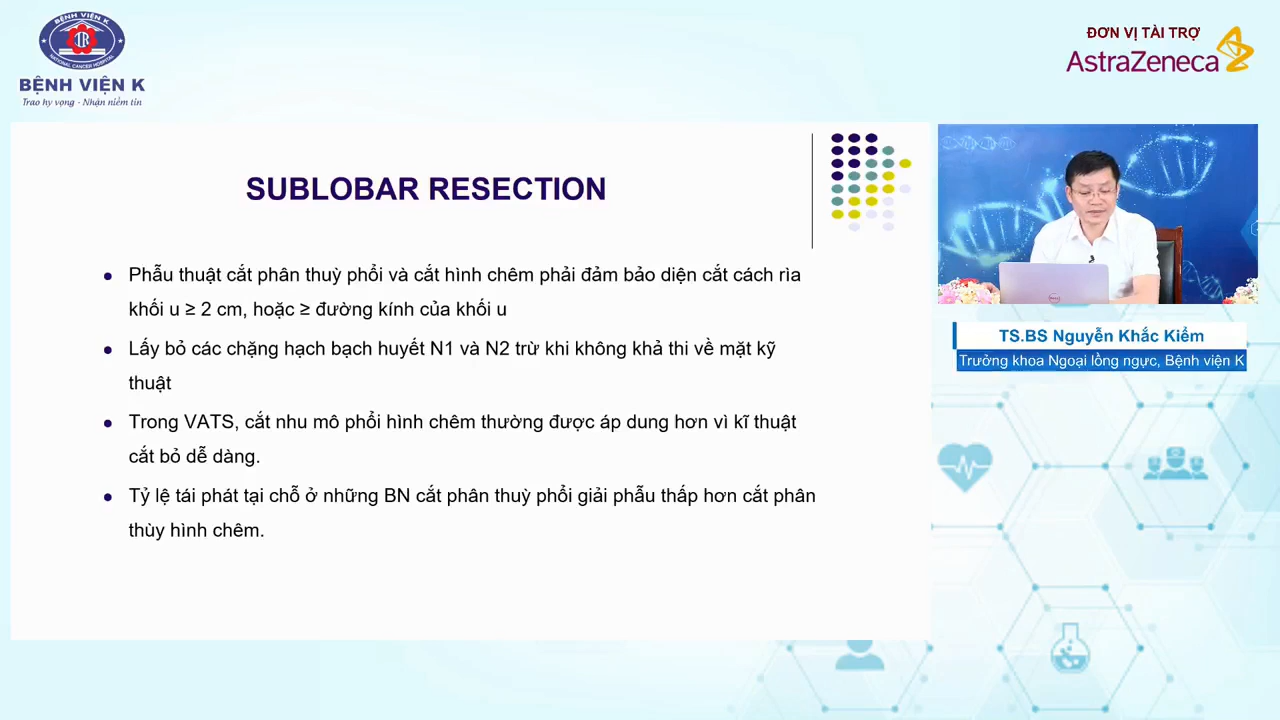 BỆNH VIỆN K
NATIONAL CANCER HOSPITAL
BỆNH VIỆN K
Trao hy vọng - Nhận niềm tin
ĐƠN VỊ TÀI TRỢ
AstraZeneca
SUBLOBAR RESECTION
Phẫu thuật cắt phân thuỳ phổi và cắt hình chêm phải đảm bảo diện cắt cách rìa
khối u ≥ 2 cm, hoặc ≥ đường kính của khối u
Lấy bỏ các chặng hạch bạch huyết N1 và N2 trừ khi không khả thi về mặt kỹ
thuật
Trong VATS, cắt nhu mô phổi hình chêm thường được áp dung hơn vì kĩ thuật
cắt bỏ dễ dàng.
Tỷ lệ tái phát tại chỗ ở những BN cắt phân thuỳ phổi giải phẫu thấp hơn cắt phân
thùy hình chêm.
TS.BS Nguyễn Khắc Kiểm
Trưởng khoa Ngoại lồng ngực, Bệnh viện K